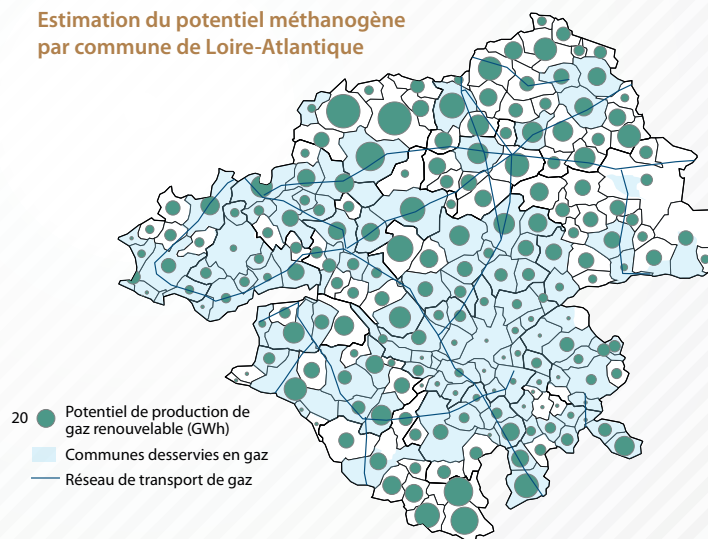 Estimation du potentiel méthanogène
par commune de Loire-Atlantique
20 Potentiel de production de
gaz renouvelable (GWh)
Communes desservies en gaz
Réseau de transport de gaz